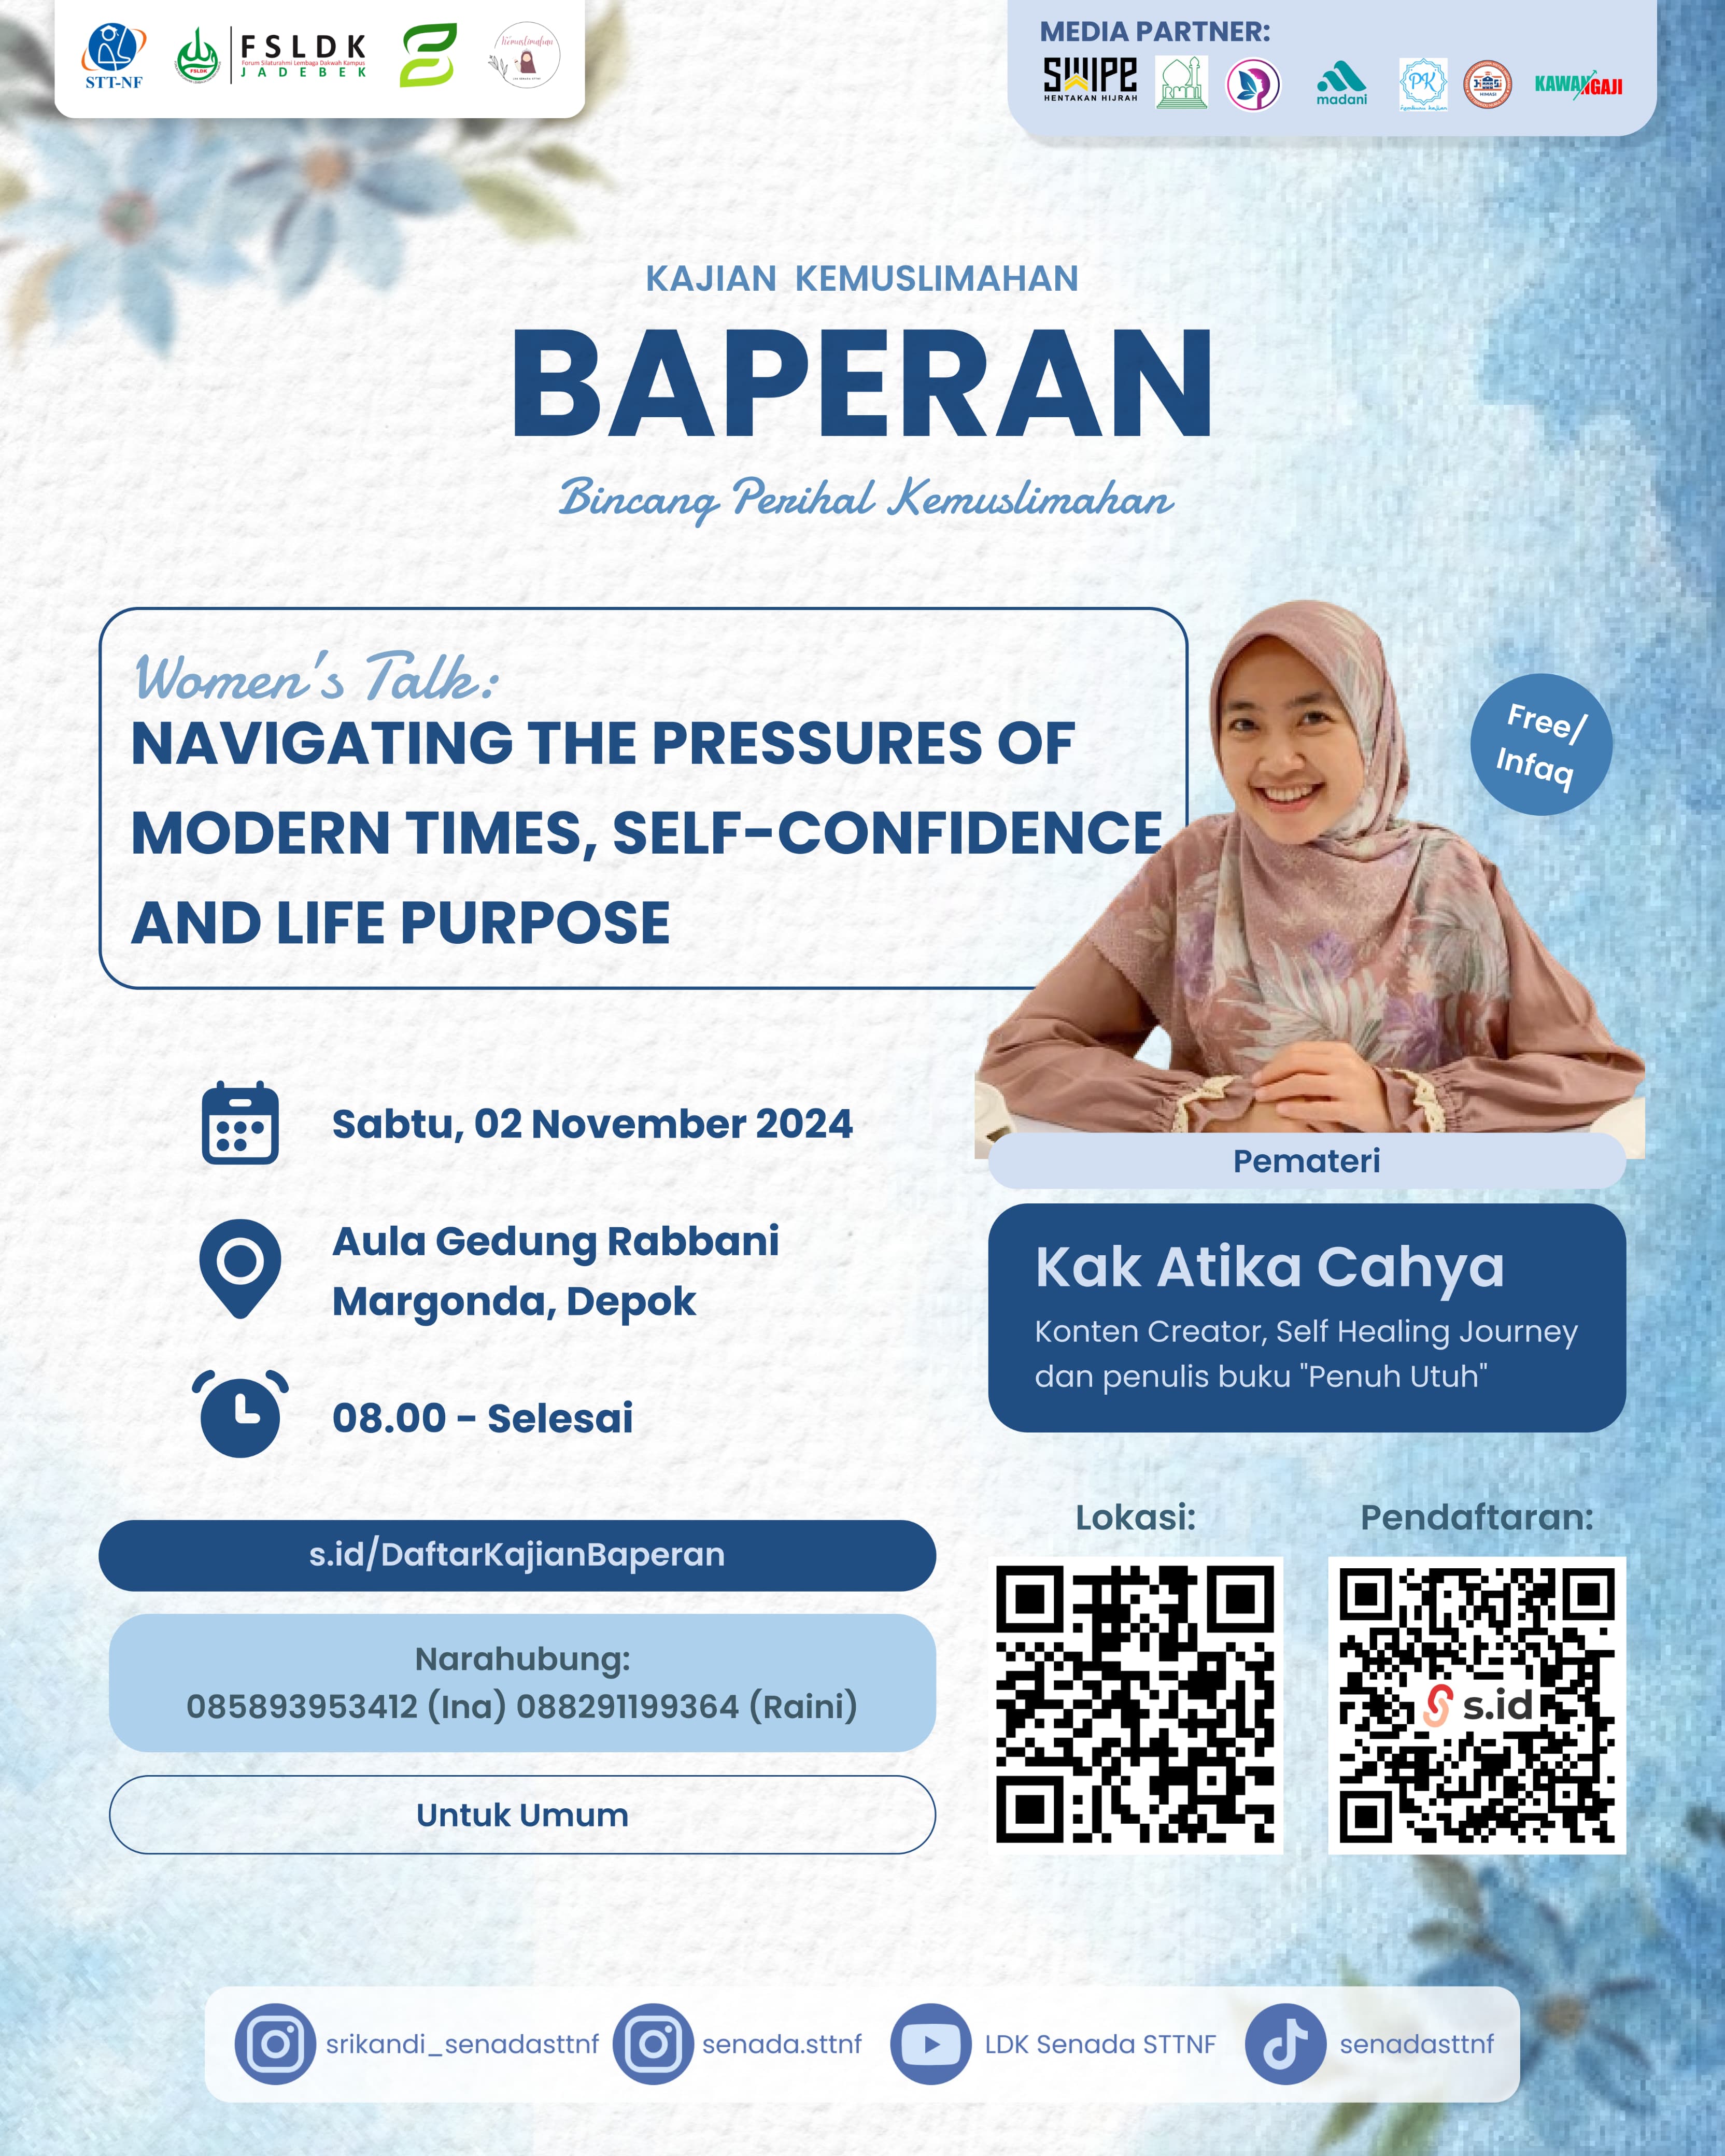 STT-NF
FSLDK
FSLDK
Forum Silaturahmi Lembaga Dakwah Kampus
JADEBEK
Kemuslimahan
MEDIA PARTNER:
SWIPE
HENTAKAN HIJRAH
madani
PK
HIMASI
KAWANNGAJI
KAJIAN KEMUSLIMAHAN
BAPERAN
Bincang Perihal Kemuslimahan
Women's Talk:
NAVIGATING THE PRESSURES OF
MODERN TIMES, SELF-CONFIDENCE
AND LIFE PURPOSE
Free/
Infaq
Sabtu, 02 November 2024
Aula Gedung Rabbani
Margonda, Depok
08.00 - Selesai
Pemateri
Kak Atika Cahya
Konten Creator, Self Healing Journey
dan penulis buku "Penuh Utuh"
s.id/DaftarKajianBaperan
Narahubung:
085893953412 (Ina) 088291199364 (Raini)
Untuk Umum
Lokasi:
Pendaftaran:
s.id
srikandi_senadasttnf
senada.sttnf
LDK Senada STTNF
senadasttnf